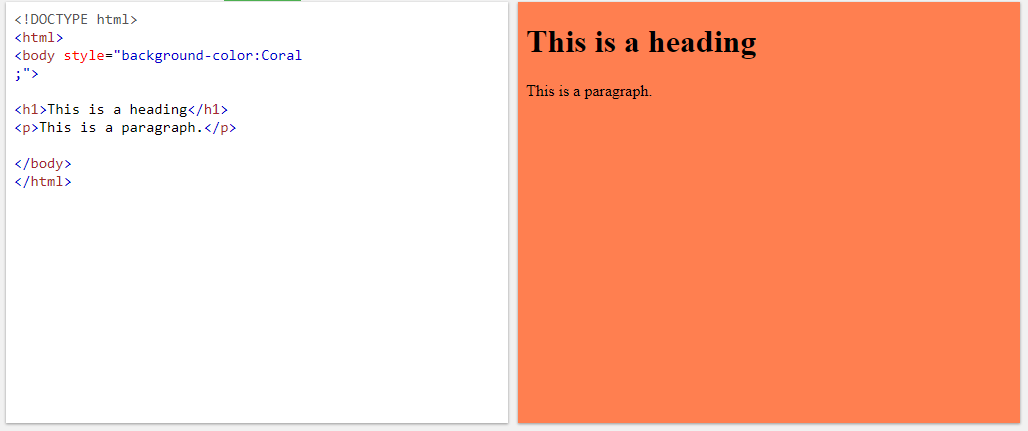 <!DOCTYPE html>
<html>
<body style="background-color:Coral
;">
<h1>This is a heading</h1>
<p>This is a paragraph.</p>
</body>
</html>
This is a heading
This is a paragraph.